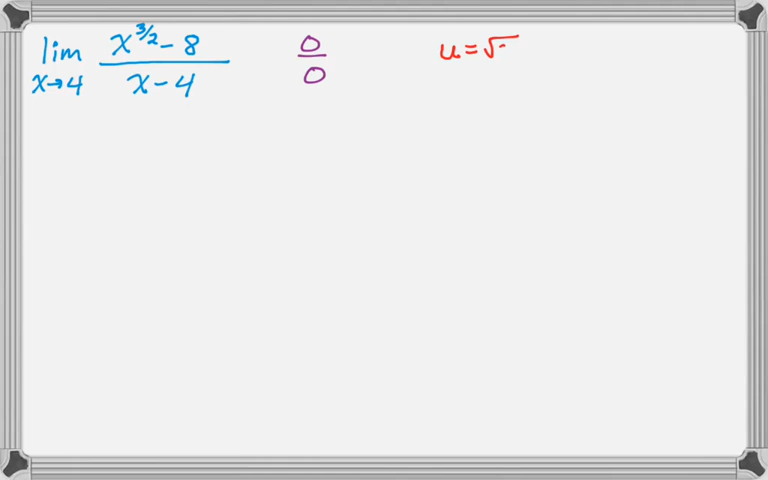 lim x→4 (x^3/2 - 8)/(x - 4)
0/0
u = √